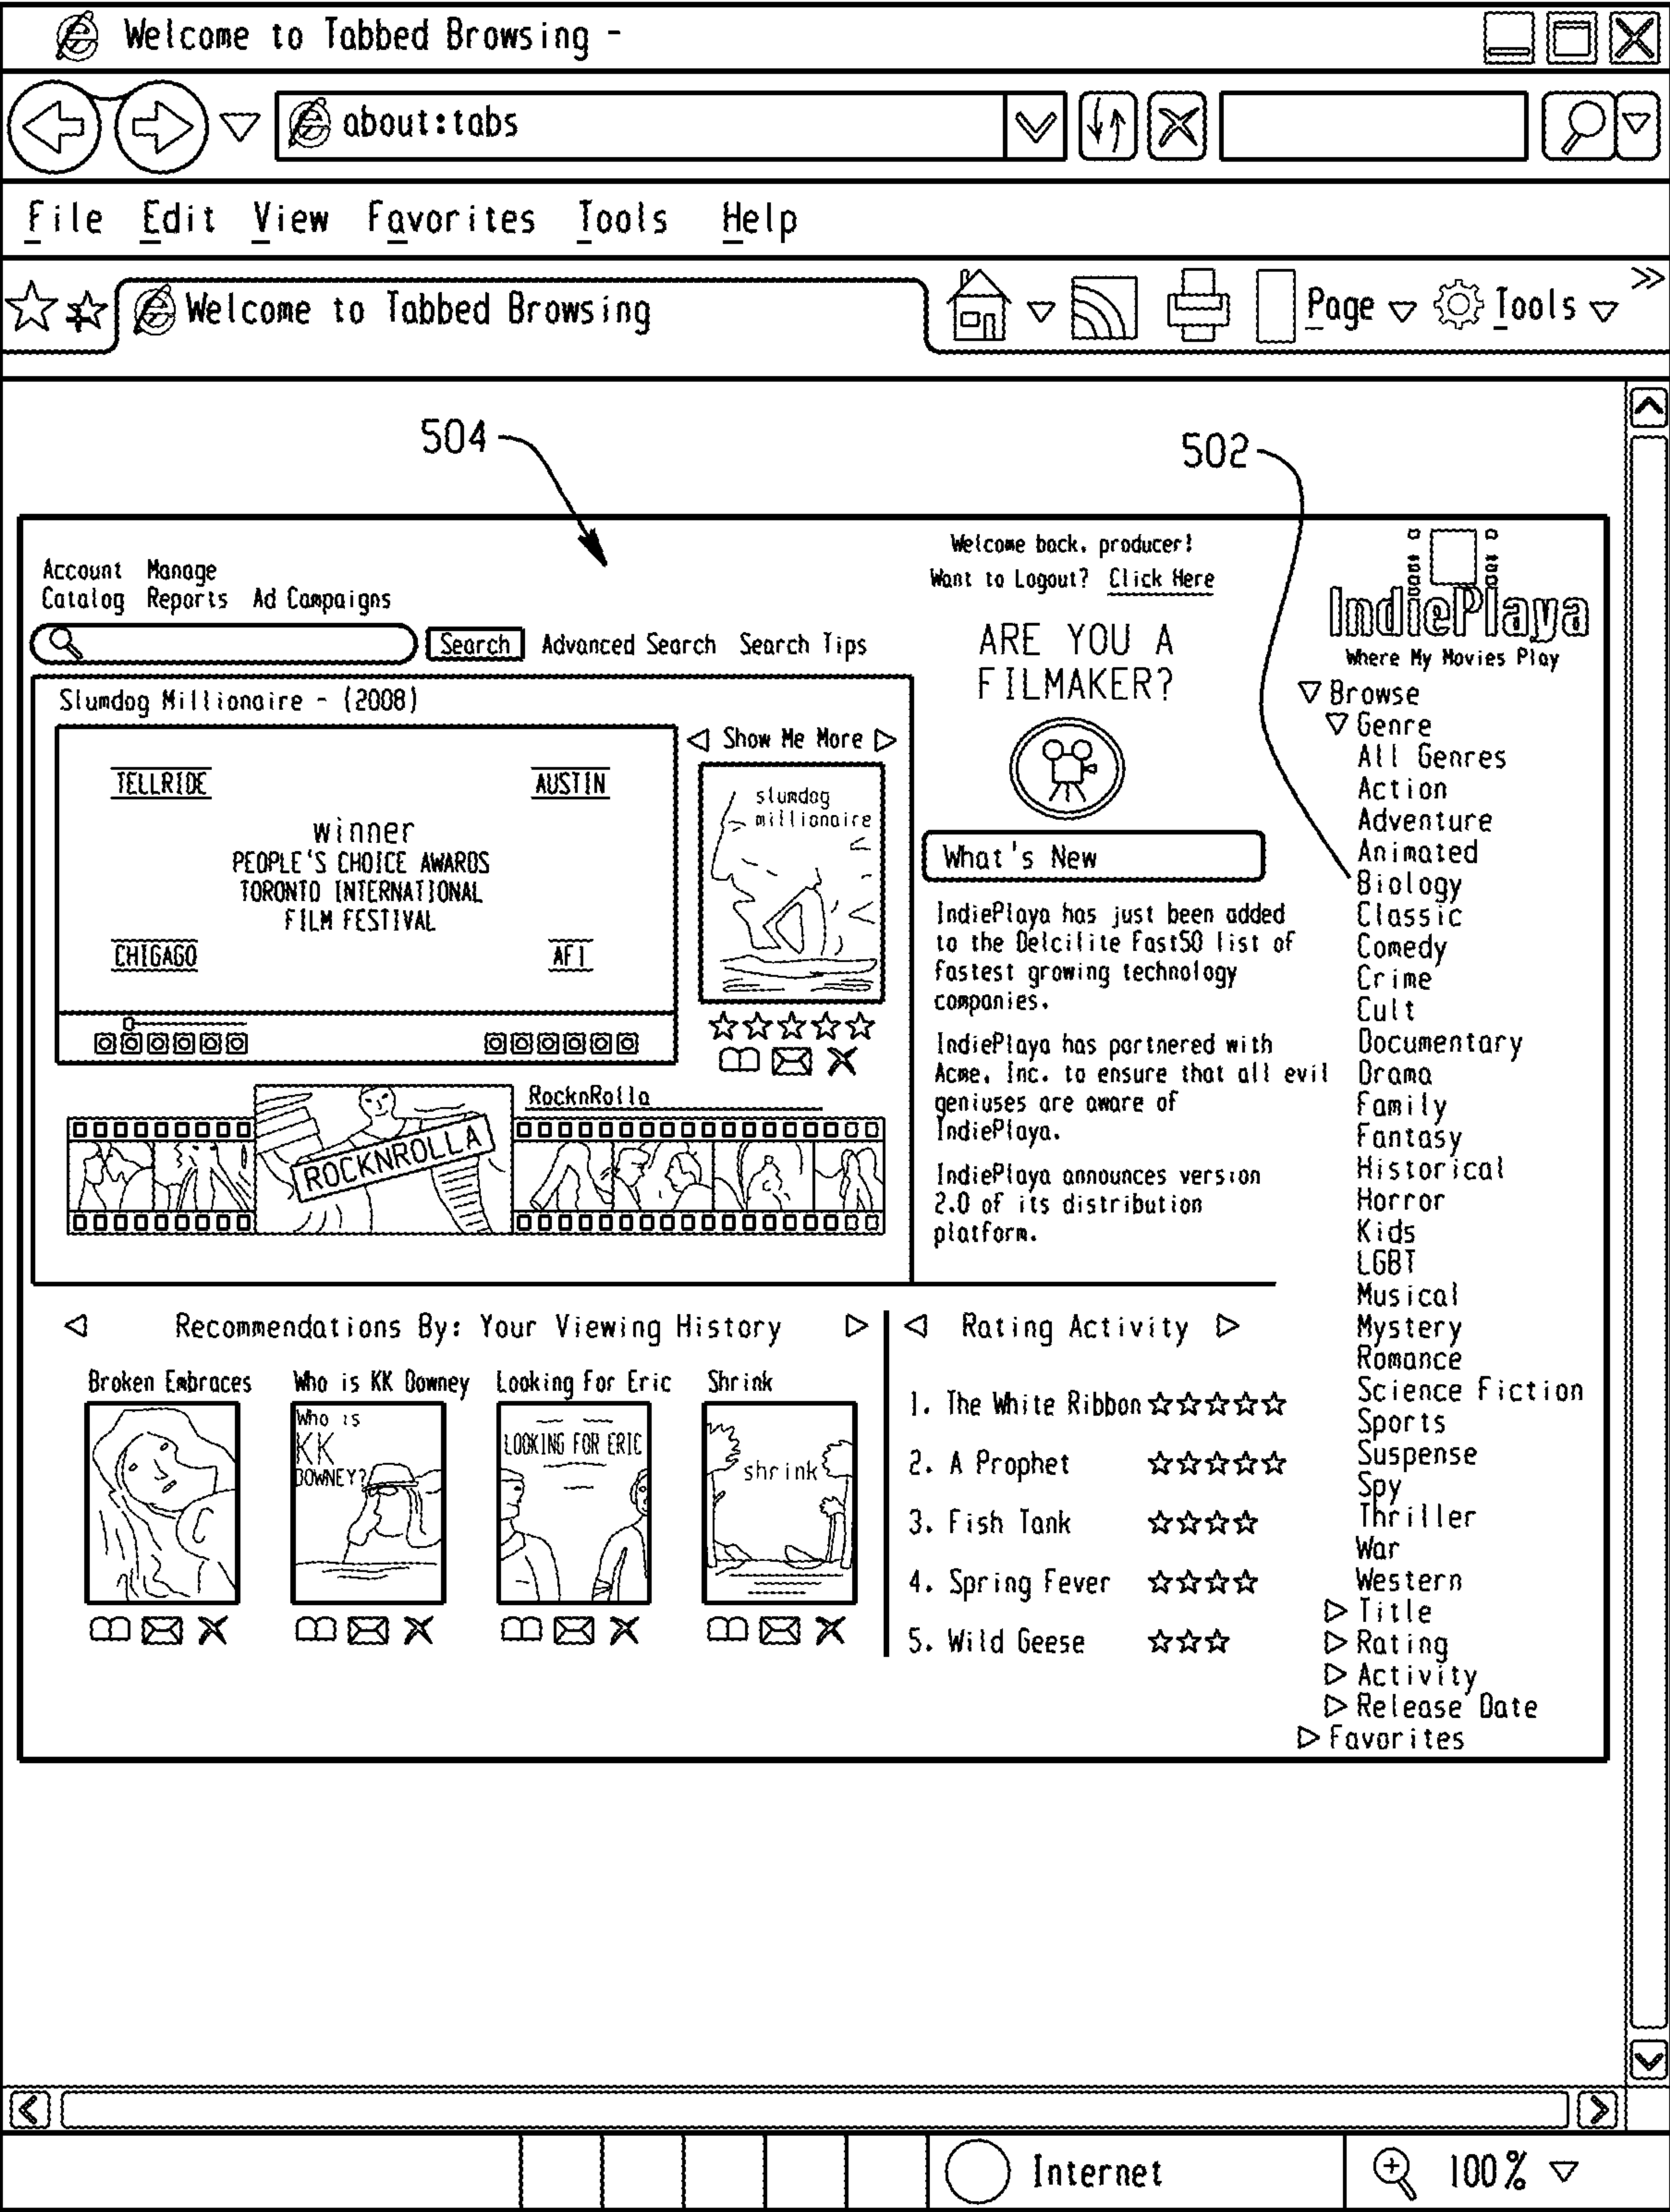 Welcome to Tabbed Browsing -
about:tabs
File Edit View Favorites Tools Help
Welcome to Tabbed Browsing
Page Tools
504
502
Account Manage
Catalog Reports Ad Campaigns
Search Advanced Search Search Tips
Slumdog Millionaire - (2008)
TELLRIDE AUSTIN
winner
PEOPLE'S CHOICE AWARDS
TORONTO INTERNATIONAL
FILM FESTIVAL
CHIGAGO AFI
Show Me More
slumdog
millionaire
RocknRolla
ROCKNROLLA
Welcome back, producer!
Want to Logout? Click Here
ARE YOU A
FILMAKER?
What's New
IndiePlaya has just been added
to the Delcilite Fast50 list of
fastest growing technology
companies.
IndiePlaya has partnered with
Acme, Inc. to ensure that all evil
geniuses are aware of
IndiePlaya.
IndiePlaya announces version
2.0 of its distribution
platform.
IndiePlaya
Where My Movies Play
Browse
Genre
All Genres
Action
Adventure
Animated
Biology
Classic
Comedy
Crime
Cult
Documentary
Drama
Family
Fantasy
Historical
Horror
Kids
LGBT
Musical
Mystery
Romance
Science Fiction
Sports
Suspense
Spy
Thriller
War
Western
Title
Rating
Activity
Release Date
Favorites
Recommendations By: Your Viewing History
Broken Embraces
Who is KK Downey
Looking For Eric
Shrink
Who is
KK
DOWNEY?
LOOKING FOR ERIC
shrink
Rating Activity
1. The White Ribbon
2. A Prophet
3. Fish Tank
4. Spring Fever
5. Wild Geese
Internet
100%